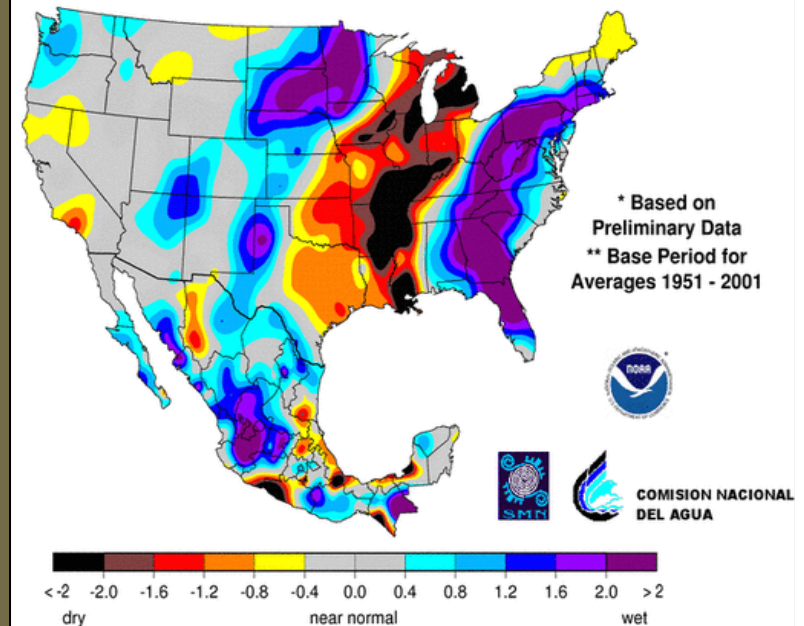 * Based on
Preliminary Data
** Base Period for
Averages 1951 - 2001
NOAA
SMN
COMISION NACIONAL
DEL AGUA
< -2 -2.0 -1.6 -1.2 -0.8 -0.4 0.0 0.4 0.8 1.2 1.6 2.0 > 2
dry near normal wet